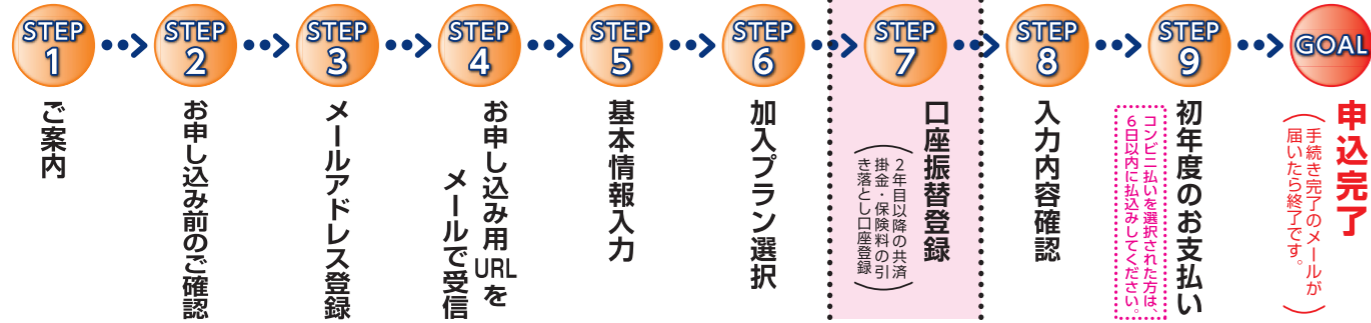 STEP
1
ご案内
STEP
2
お申し込み前のご確認
STEP
3
メールアドレス登録
STEP
4
お申し込み用URLを
メールで受信
STEP
5
基本情報入力
STEP
6
加入プラン選択
STEP
7
口座振替登録
（2年目以降の共済
掛金・保険料の引
き落とし口座登録）
STEP
8
入力内容確認
STEP
9
初年度のお支払い
コンビニ払いを選択された方は、
6日以内に払込みしてください。
GOAL
申込完了
（手続き完了のメールが
届いたら終了です。）